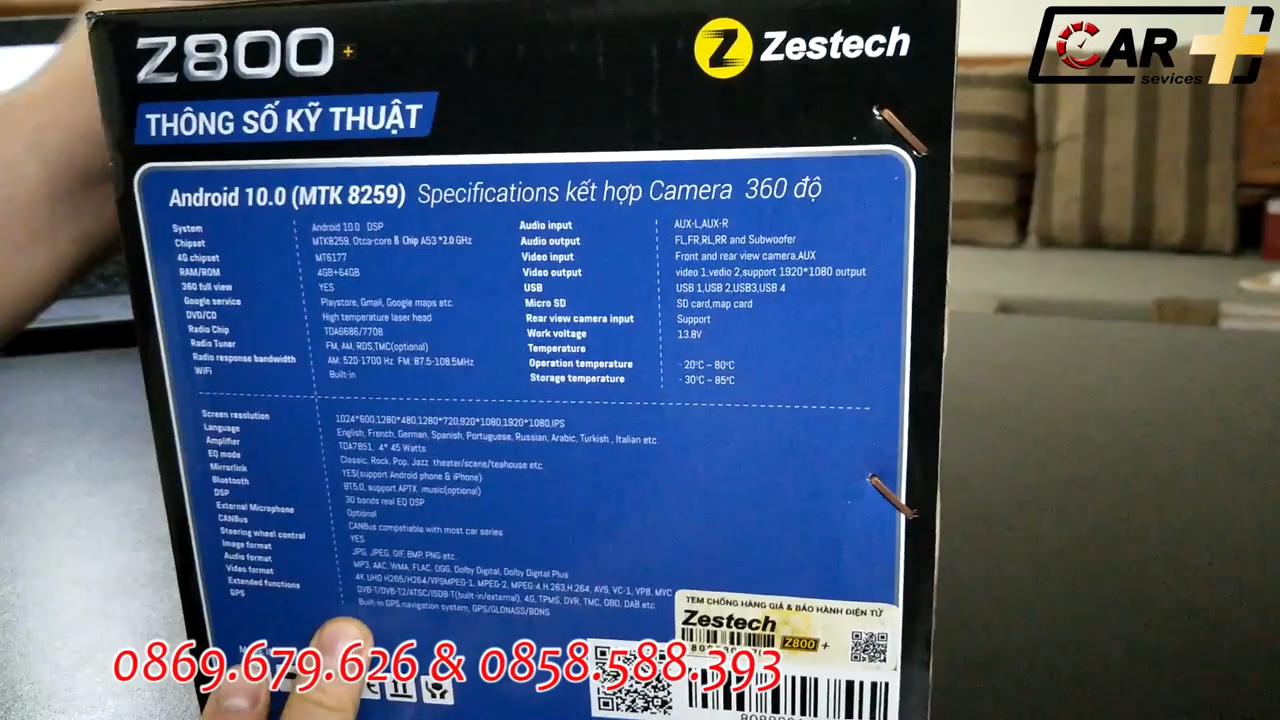 Z800+
Zestech
CAR
sevices
THÔNG SỐ KỸ THUẬT
Android 10.0 (MTK 8259) Specifications kết hợp Camera 360 độ
System Android 10.0 DSP
Chipset MTK8259, Otca-core 8 Chip A53 *2.0 GHz
4G chipset MT6177
RAM/ROM 4GB+64GB
360 full view YES
Google service Playstore, Gmail, Google maps etc.
DVD/CD High temperature laser head
Radio Chip TDA6686/7708
Radio Tuner FM, AM, RDS,TMC(optional)
Radio response bandwidth AM: 520-1700 Hz FM: 87.5-108.5MHz
WiFi Built-in
Audio input AUX-L,AUX-R
Audio output FL,FR,RL,RR and Subwoofer
Video input Front and rear view camera,AUX
Video output video 1,vedio 2,support 1920*1080 output
USB USB 1,USB 2,USB3,USB 4
Micro SD SD card,map card
Rear view camera input Support
Work voltage 13.8V
Temperature
Operation temperature - 20°C ~ 80°C
Storage temperature - 30°C ~ 85°C
Screen resolution 1024*600,1280*480,1280*720,920*1080,1920*1080,IPS
Language English, French, German, Spanish, Portuguese, Russian, Arabic, Turkish , Italian etc.
Amplifier TDA7851, 4* 45 Watts
EQ mode Classic, Rock, Pop, Jazz theater/scene/teahouse etc
Mirrorlink YES(support Android phone & iPhone)
Bluetooth BT5.0, support APTX music(optional)
DSP 30 bands real EQ DSP
External Microphone Optional
CANBus CANBus competiable with most car series
Steering wheel control YES
Image format JPG, JPEG, GIF, BMP, PNG etc.
Audio format MP3, AAC, WMA, FLAC, OGG, Dolby Digital, Dolby Digital Plus
Video format 4K UHD H265/H264/VP9MPEG-1, MPEG-2, MPEG-4,H.263,H.264, AVS, VC-1, VP8, MVC
Extended functions DVB-T/DVB-T2/ATSC/ISDB-T(built-in/external), 4G, TPMS, DVR, TMC, OBD, DAB etc.
GPS Built-in GPS navigation system, GPS/GLONASS/BDNS
TEM CHỐNG HÀNG GIẢ & BẢO HÀNH ĐIỆN TỬ
Zestech
Z800 +
0869.679.626 & 0858.588.393